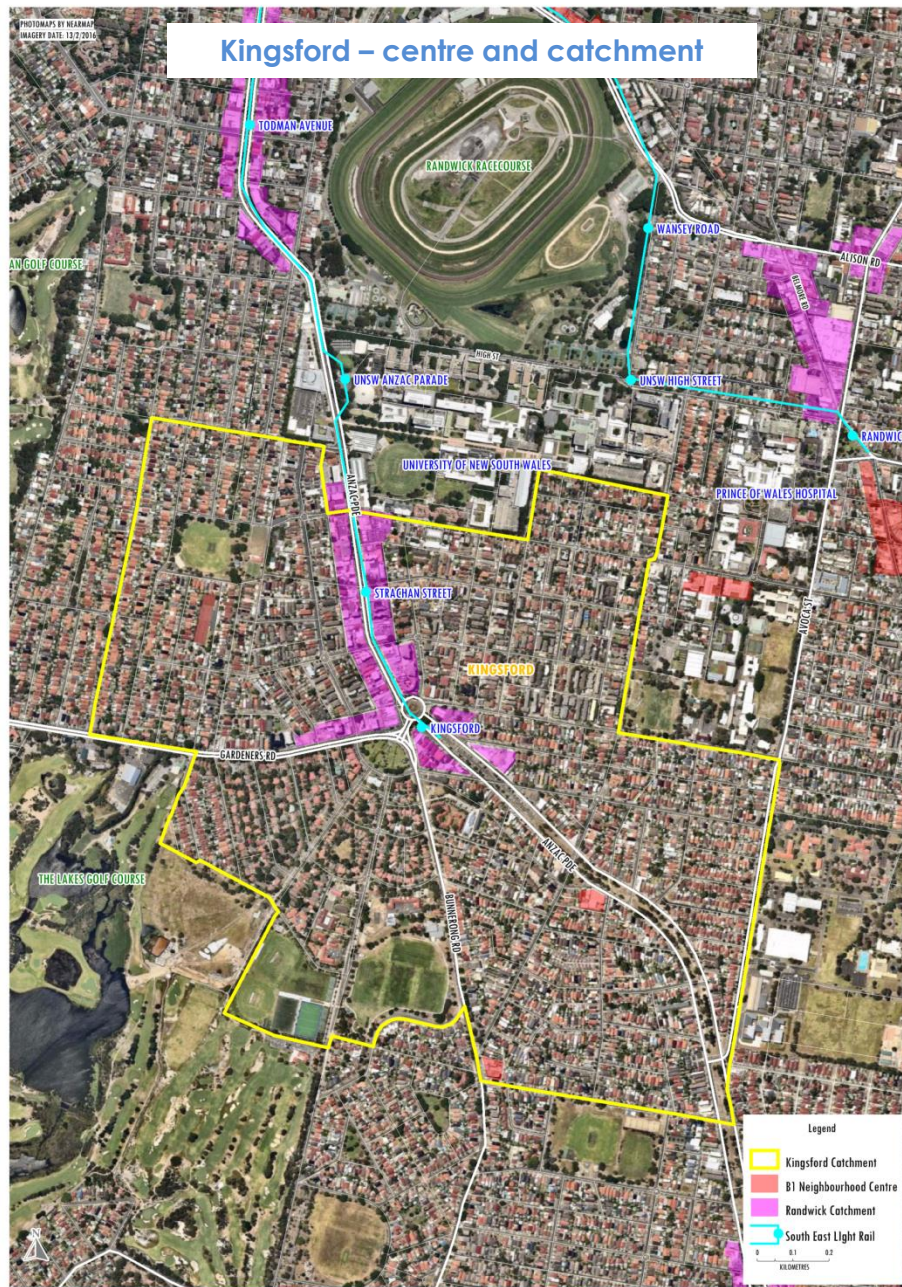 PHOTOMAPS BY NEARMAP
IMAGERY DATE: 13/2/2016
Kingsford – centre and catchment
TODMAN AVENUE
RANDWICK RACECOURSE
WANSEY ROAD
ALISON RD
AN GOLF COURSE
BELMORE RD
HIGH ST
UNSW ANZAC PARADE
UNSW HIGH STREET
RANDWIC
UNIVERSITY OF NEW SOUTH WALES
ANZAC PDE
PRINCE OF WALES HOSPITAL
STRACHAN STREET
AVOCA ST
KINGSFORD
KINGSFORD
GARDENERS RD
ANZAC PDE
THE LAKES GOLF COURSE
BUNNERONG RD
Legend
Kingsford Catchment
B1 Neighbourhood Centre
Randwick Catchment
South East Light Rail
0 0.1 0.2
KILOMETRES
N